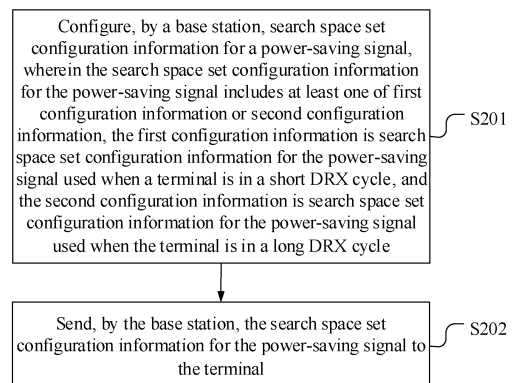 Configure, by a base station, search space set
configuration information for a power-saving signal,
wherein the search space set configuration information
for the power-saving signal includes at least one of first
configuration information or second configuration
information, the first configuration information is search
space set configuration information for the power-saving
signal used when a terminal is in a short DRX cycle, and
the second configuration information is search space set
configuration information for the power-saving signal
used when the terminal is in a long DRX cycle
S201
Send, by the base station, the search space set
configuration information for the power-saving signal to
the terminal
S202